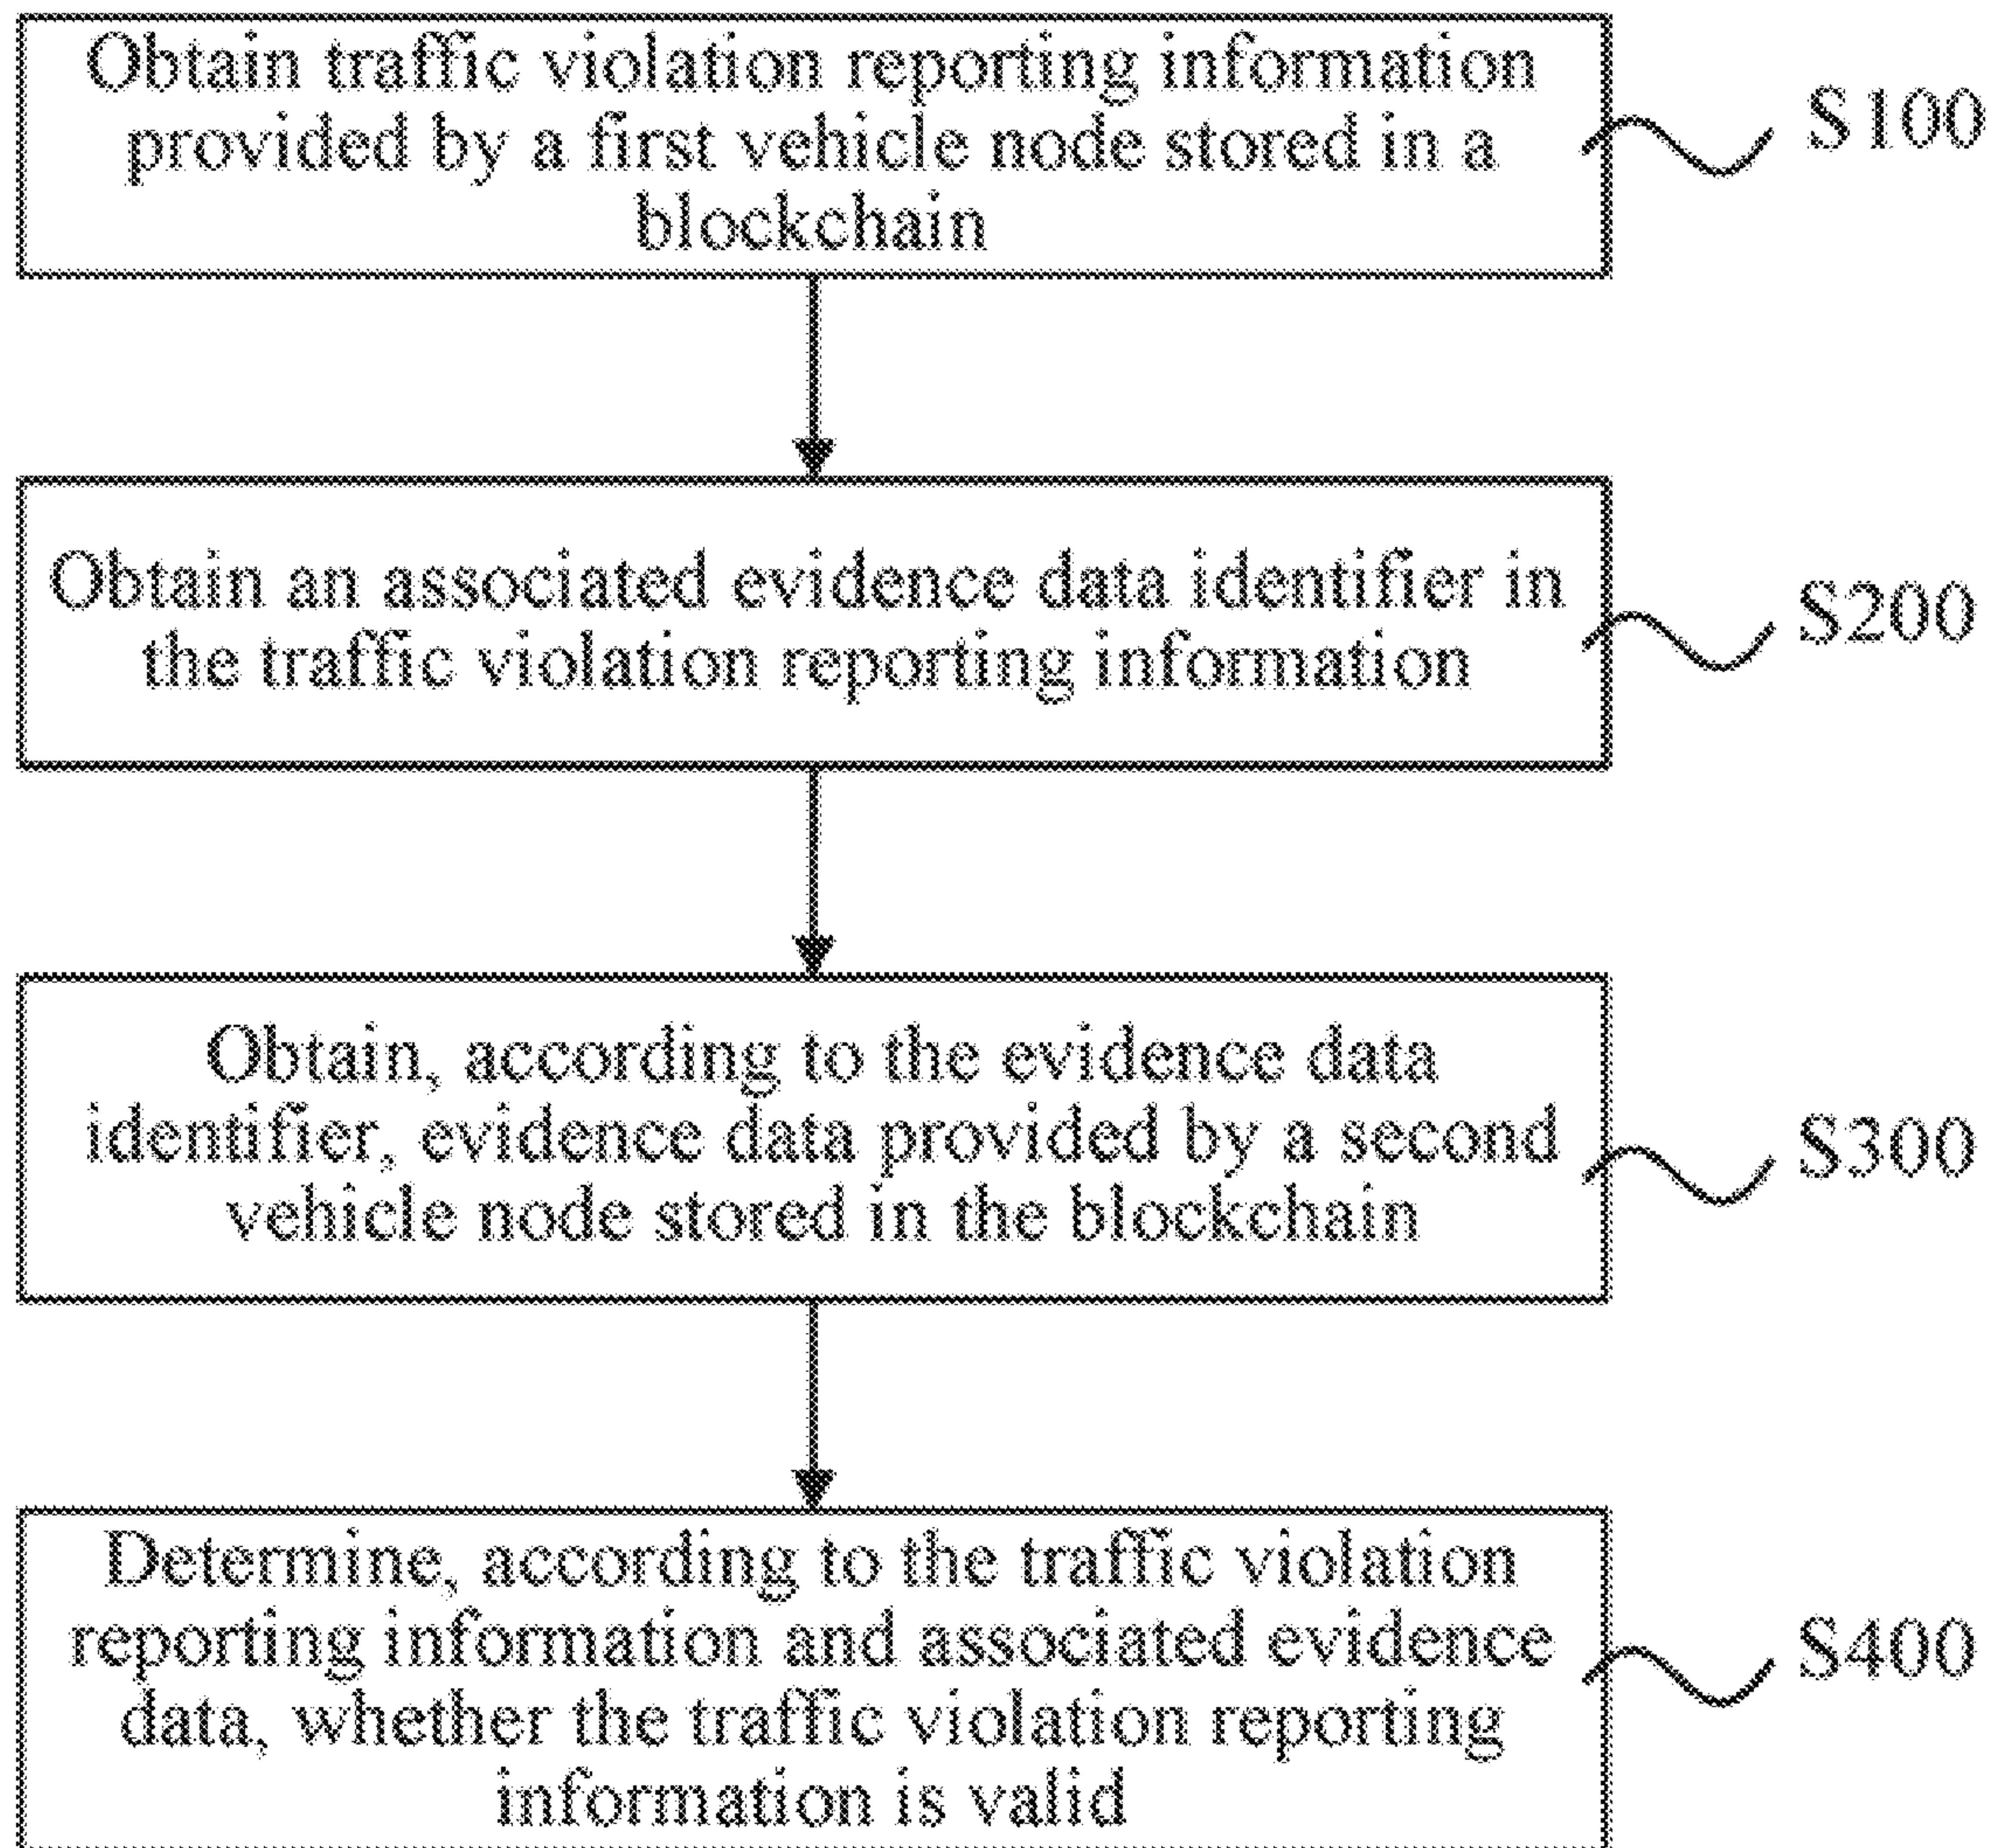 Obtain traffic violation reporting information
provided by a first vehicle node stored in a
blockchain
S100
Obtain an associated evidence data identifier in
the traffic violation reporting information
S200
Obtain, according to the evidence data
identifier, evidence data provided by a second
vehicle node stored in the blockchain
S300
Determine, according to the traffic violation
reporting information and associated evidence
data, whether the traffic violation reporting
information is valid
S400